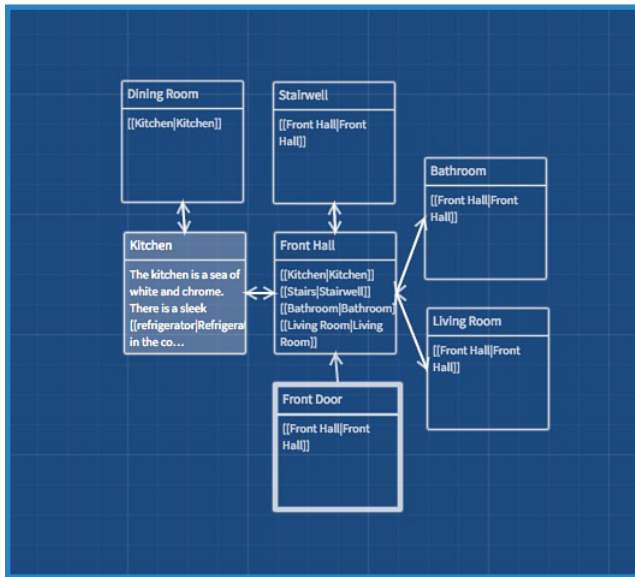 Dining Room
[[Kitchen|Kitchen]]
Stairwell
[[Front Hall|Front
Hall]]
Bathroom
[[Front Hall|Front
Hall]]
Kitchen
The kitchen is a sea of
white and chrome.
There is a sleek
[[refrigerator|Refrigerat
in the co…
Front Hall
[[Kitchen|Kitchen]]
[[Stairs|Stairwell]]
[[Bathroom|Bathroom]
[[Living Room|Living
Room]]
Living Room
[[Front Hall|Front
Hall]]
Front Door
[[Front Hall|Front
Hall]]